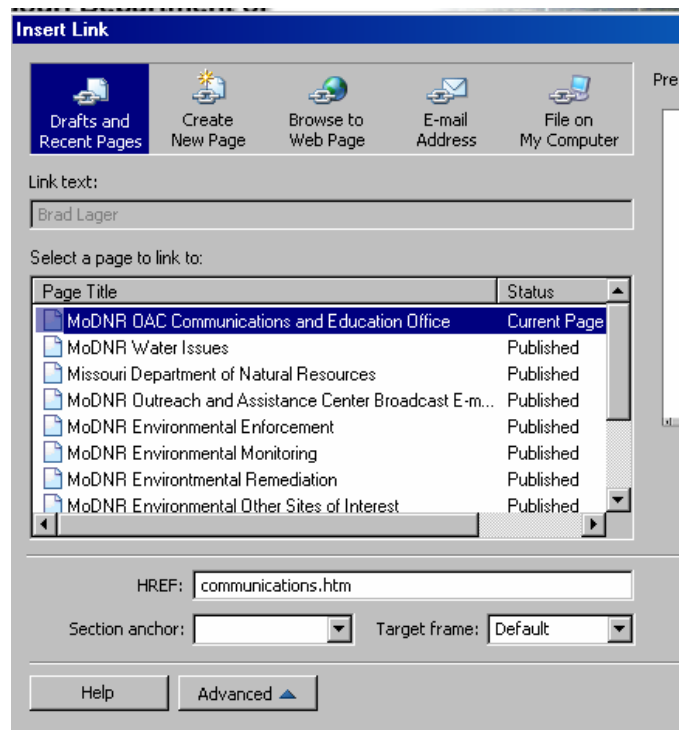 Insert Link
Drafts and Recent Pages
Create New Page
Browse to Web Page
E-mail Address
File on My Computer
Pre
Link text:
Brad Lager
Select a page to link to:
Page Title Status
MoDNR OAC Communications and Education Office Current Page
MoDNR Water Issues Published
Missouri Department of Natural Resources Published
MoDNR Outreach and Assistance Center Broadcast E-m... Published
MoDNR Environmental Enforcement Published
MoDNR Environmental Monitoring Published
MoDNR Environtmental Remediation Published
MoDNR Environmental Other Sites of Interest Published
HREF: communications.htm
Section anchor: Target frame: Default
Help Advanced